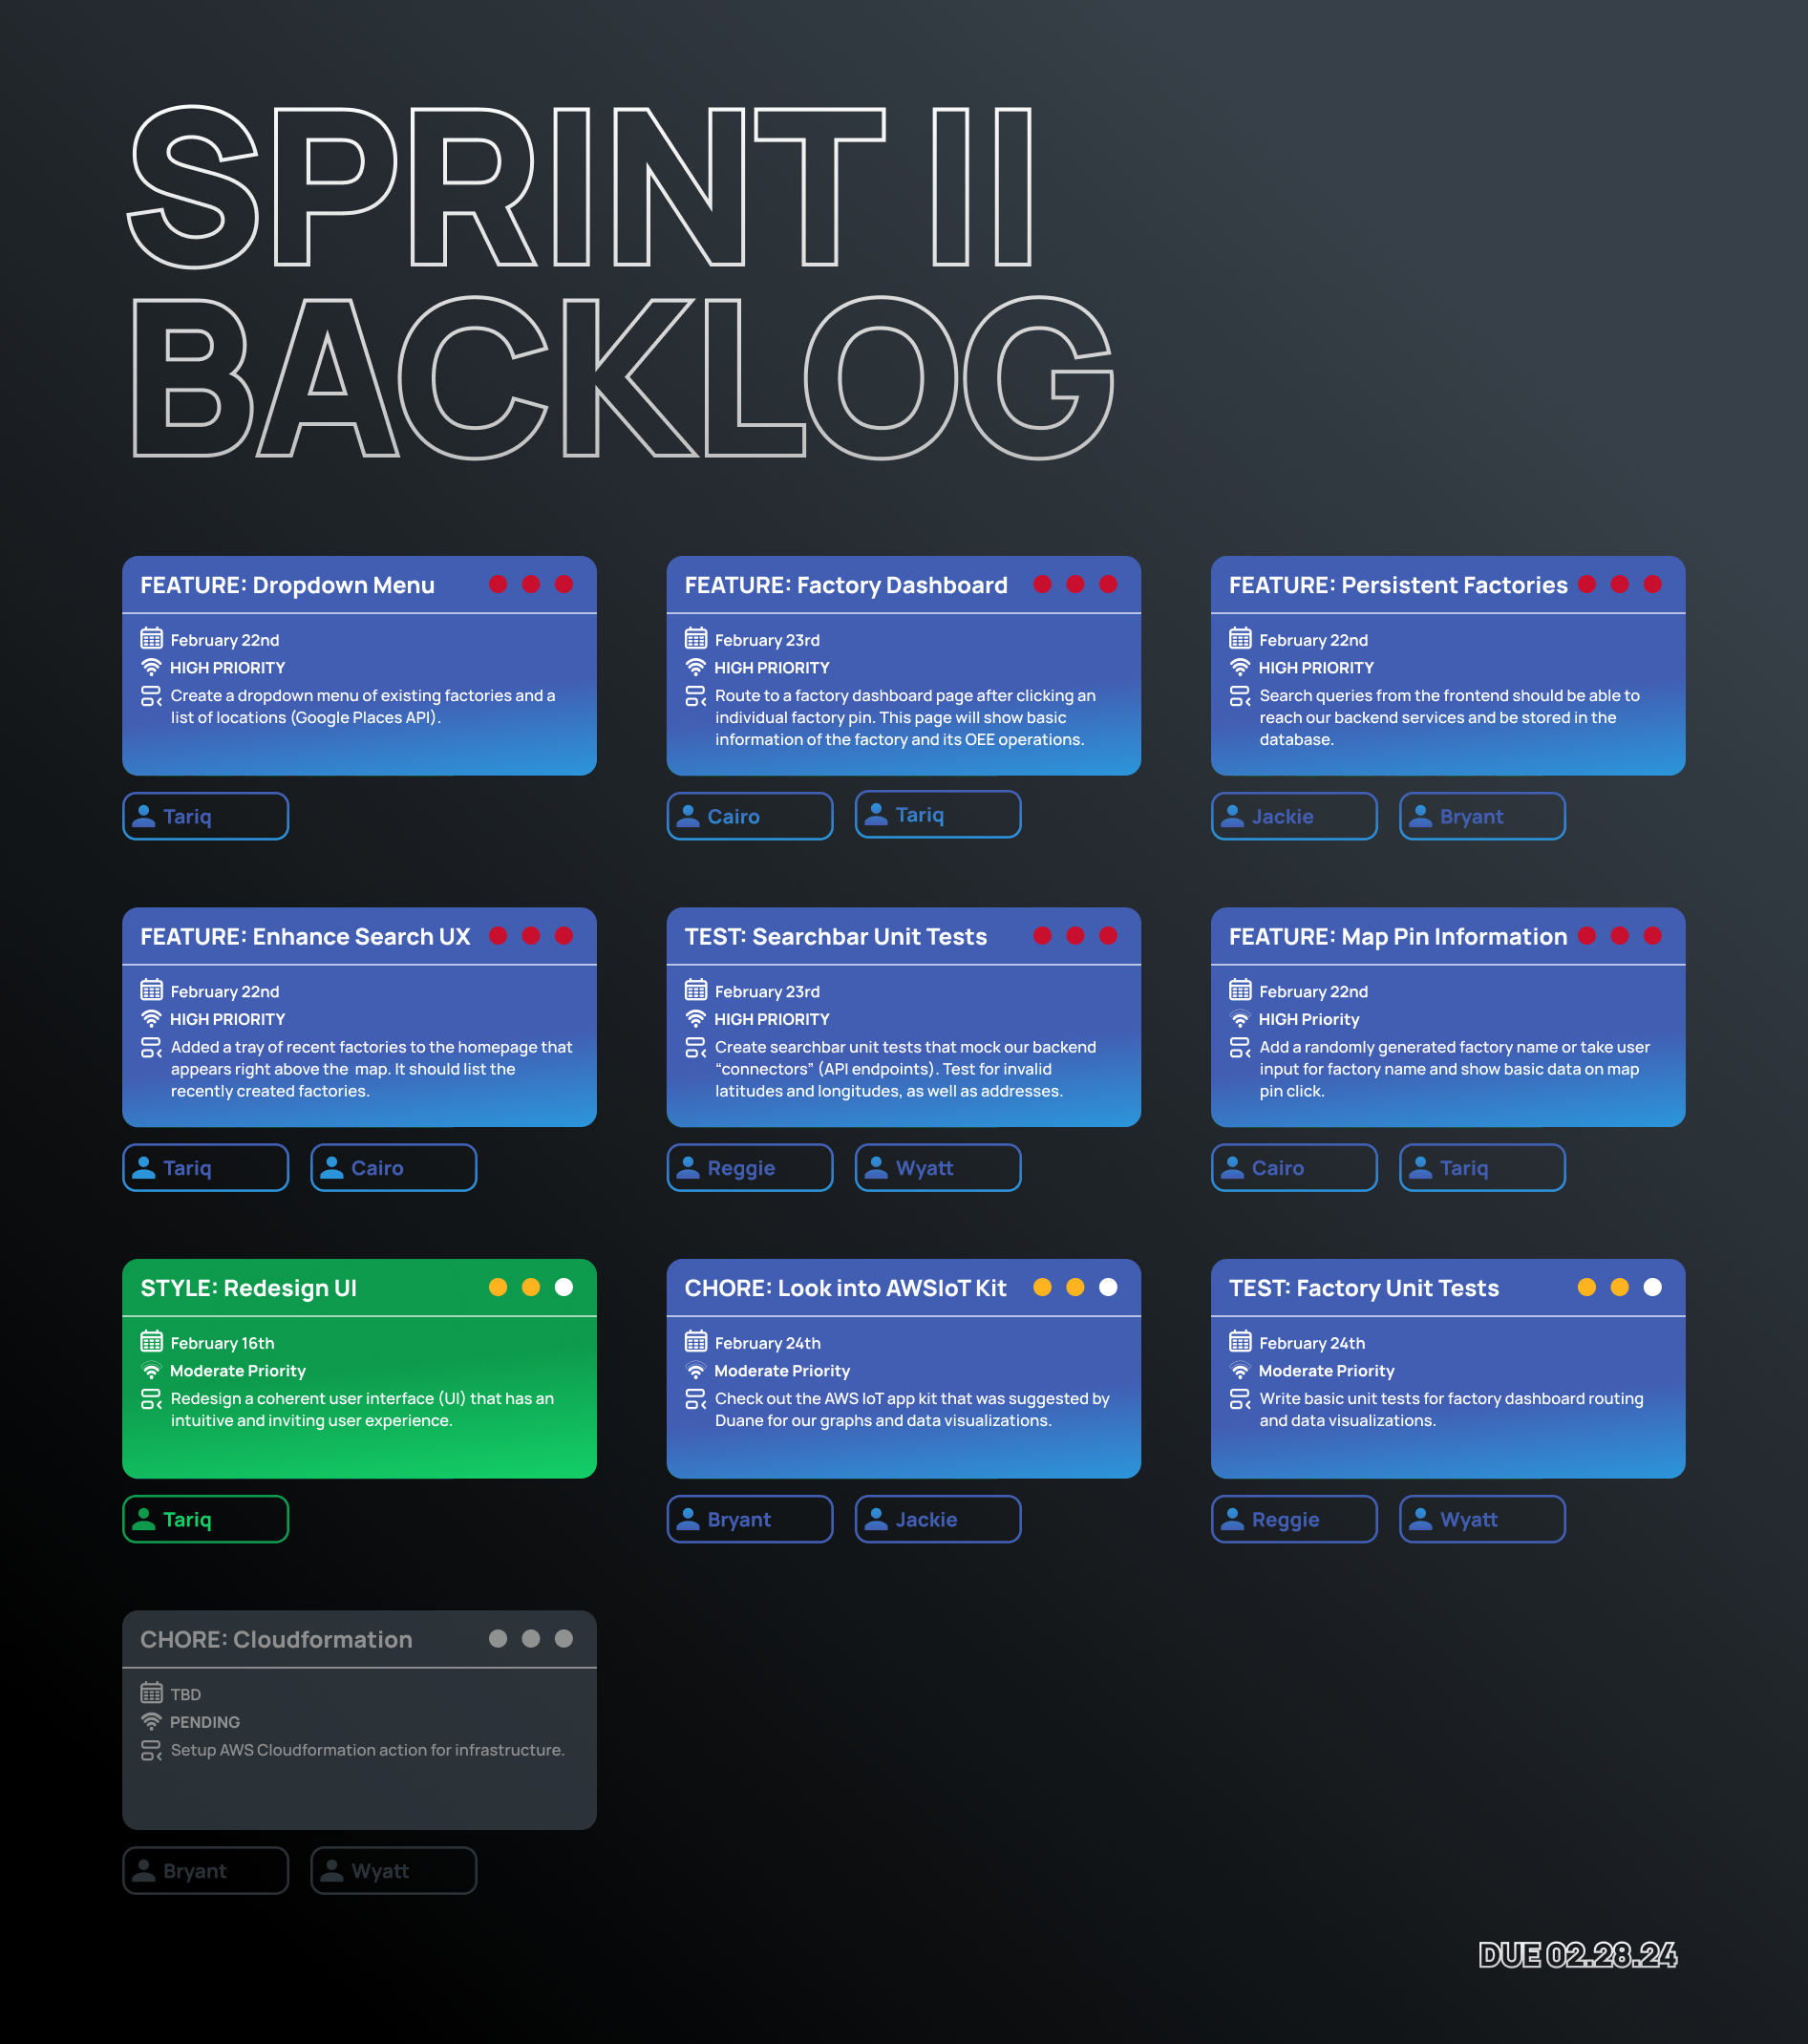 SPRINT II
BACKLOG
FEATURE: Dropdown Menu
February 22nd
HIGH PRIORITY
Create a dropdown menu of existing factories and a
list of locations (Google Places API).
Tariq
FEATURE: Factory Dashboard
February 23rd
HIGH PRIORITY
Route to a factory dashboard page after clicking an
individual factory pin. This page will show basic
information of the factory and its OEE operations.
Cairo
Tariq
FEATURE: Persistent Factories
February 22nd
HIGH PRIORITY
Search queries from the frontend should be able to
reach our backend services and be stored in the
database.
Jackie
Bryant
FEATURE: Enhance Search UX
February 22nd
HIGH PRIORITY
Added a tray of recent factories to the homepage that
appears right above the map. It should list the
recently created factories.
Tariq
Cairo
TEST: Searchbar Unit Tests
February 23rd
HIGH PRIORITY
Create searchbar unit tests that mock our backend
“connectors” (API endpoints). Test for invalid
latitudes and longitudes, as well as addresses.
Reggie
Wyatt
FEATURE: Map Pin Information
February 22nd
HIGH Priority
Add a randomly generated factory name or take user
input for factory name and show basic data on map
pin click.
Cairo
Tariq
STYLE: Redesign UI
February 16th
Moderate Priority
Redesign a coherent user interface (UI) that has an
intuitive and inviting user experience.
Tariq
CHORE: Look into AWSIoT Kit
February 24th
Moderate Priority
Check out the AWS IoT app kit that was suggested by
Duane for our graphs and data visualizations.
Bryant
Jackie
TEST: Factory Unit Tests
February 24th
Moderate Priority
Write basic unit tests for factory dashboard routing
and data visualizations.
Reggie
Wyatt
CHORE: Cloudformation
TBD
PENDING
Setup AWS Cloudformation action for infrastructure.
Bryant
Wyatt
DUE 02.28.24